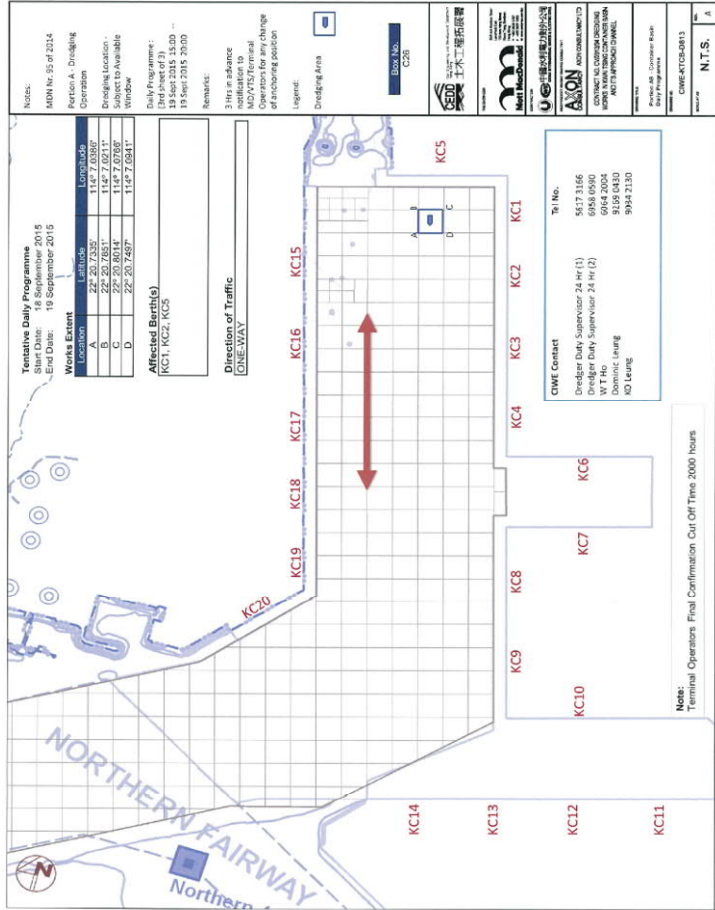 Tentative Daily Programme
Start Date: 18 September 2015
End Date: 19 September 2015
Works Extent
Location Latitude Longitude
A 22° 20.7335' 114° 7.0386'
B 22° 20.7851' 114° 7.0211'
C 22° 20.8014' 114° 7.0766'
D 22° 20.7497' 114° 7.0941'
Affected Berth(s)
KC1, KC2, KC5
Direction of Traffic
ONE-WAY
Notes:
MDN Nr. 95 of 2014
Portion A - Dredging
Operation
Dredging Location -
Subject to Available
Window
Daily Programme:
(3rd sheet of 3)
19 Sept 2015 15:00 --
19 Sept 2015 20:00
Remarks:
3 Hrs in advance
notification to
MD/VTS/Terminal
Operators for any change
of anchoring position
Legend:
Dredging Area
Box No.
C26
CEDD 土木工程拓展署
Mott MacDonald
AXON
CONSULTANCY
Portion AB - Container Basin
Daily Programme
CIWE-KTCB-D813
N.T.S.
A
N
NORTHERN FAIRWAY
Northern
KC20
KC19
KC18
KC17
KC16
KC15
KC5
KC1
KC2
KC3
KC4
KC6
KC7
KC8
KC9
KC10
KC14
KC13
KC12
KC11
A
B
C
D
CIWE Contact Tel No.
Dredger Duty Supervisor 24 Hr (1) 5617 3166
Dredger Duty Supervisor 24 Hr (2) 6958 0590
W T Ho 6064 2004
Dominic Leung 9269 0430
KO Leung 9094 2130
Note:
Terminal Operators Final Confirmation Cut Off Time 2000 hours